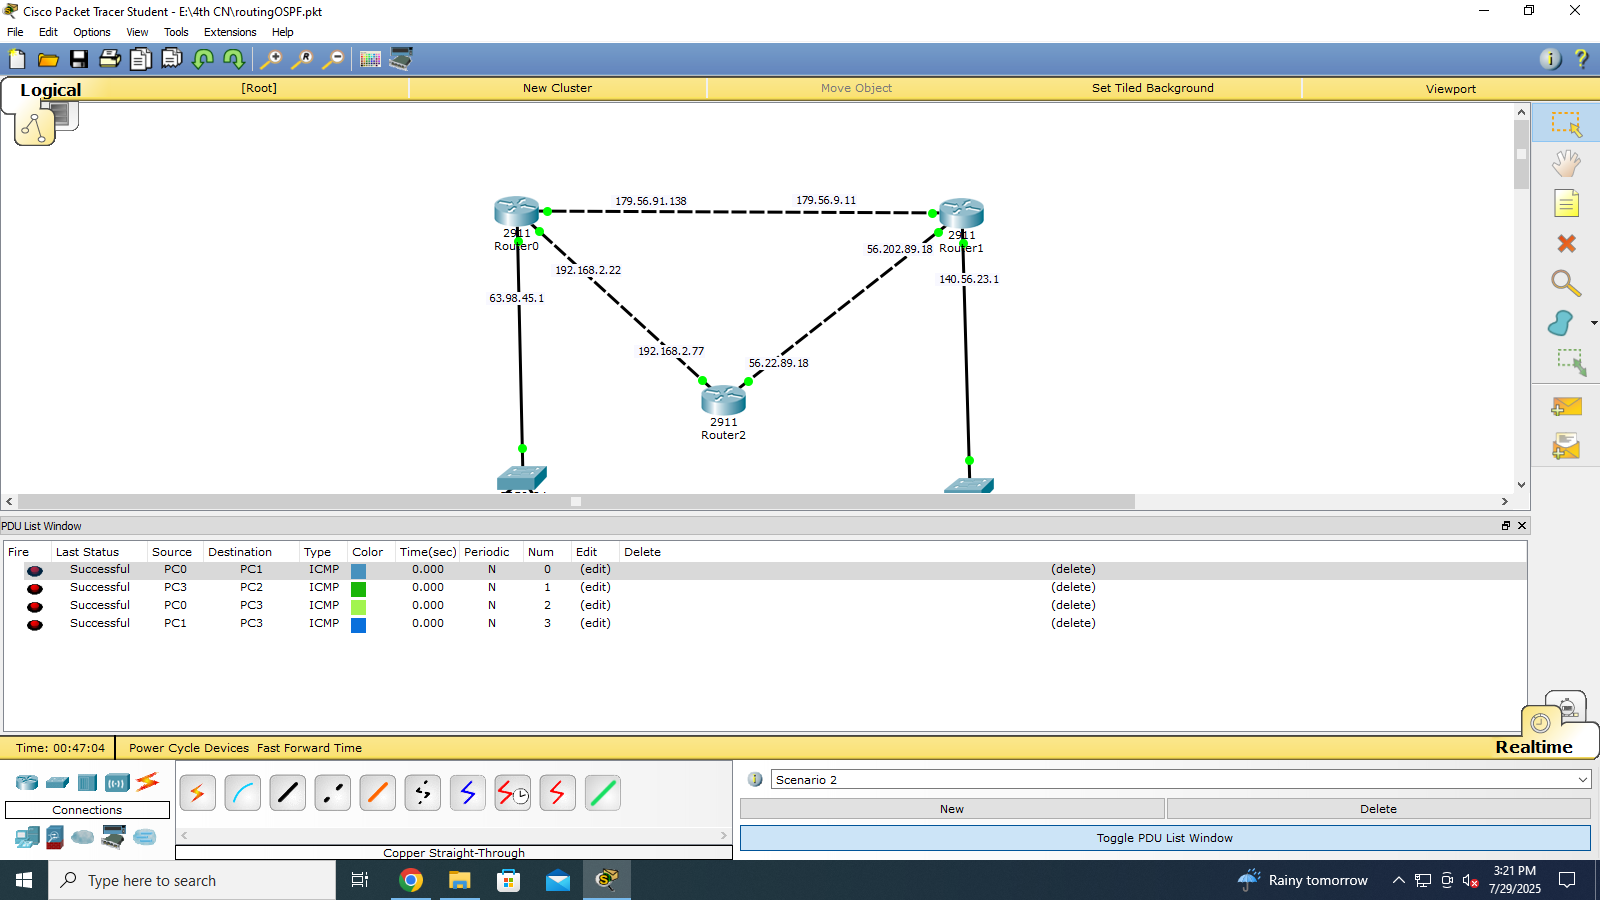 Cisco Packet Tracer Student - E:\4th CN\routingOSPF.pkt
File Edit Options View Tools Extensions Help
Logical [Root] New Cluster Move Object Set Tiled Background Viewport
179.56.91.138 179.56.9.11
2911
Router0
2911
Router1
56.202.89.18
192.168.2.22
140.56.23.1
63.98.45.1
192.168.2.77
56.22.89.18
2911
Router2
PDU List Window
Fire Last Status Source Destination Type Color Time(sec) Periodic Num Edit Delete
Successful PC0 PC1 ICMP 0.000 N 0 (edit) (delete)
Successful PC3 PC2 ICMP 0.000 N 1 (edit) (delete)
Successful PC0 PC3 ICMP 0.000 N 2 (edit) (delete)
Successful PC1 PC3 ICMP 0.000 N 3 (edit) (delete)
Time: 00:47:04 Power Cycle Devices Fast Forward Time Realtime
Scenario 2
Connections
New Delete
Toggle PDU List Window
Copper Straight-Through
Type here to search
Rainy tomorrow
3:21 PM
7/29/2025